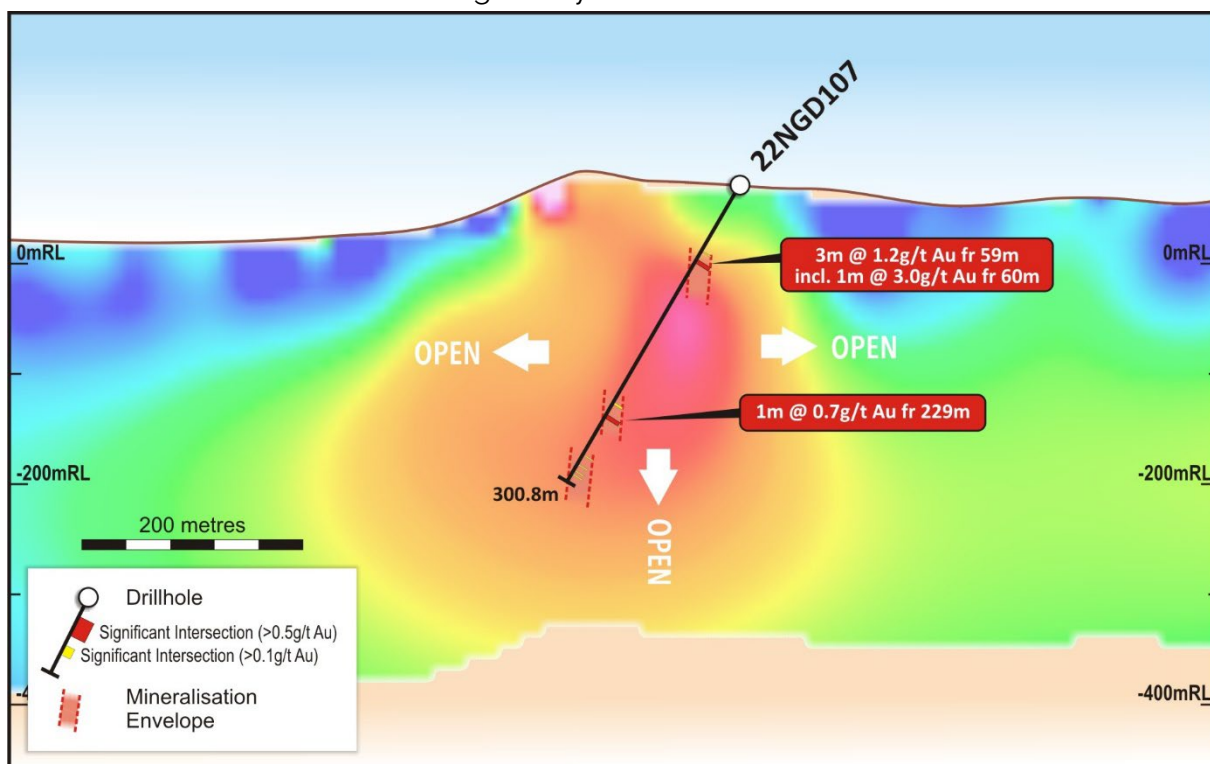 22NGD107
0mRL
0mRL
3m @ 1.2g/t Au fr 59m
incl. 1m @ 3.0g/t Au fr 60m
OPEN
OPEN
1m @ 0.7g/t Au fr 229m
-200mRL
-200mRL
300.8m
OPEN
200 metres
Drillhole
Significant Intersection (>0.5g/t Au)
Significant Intersection (>0.1g/t Au)
Mineralisation
Envelope
-400mRL